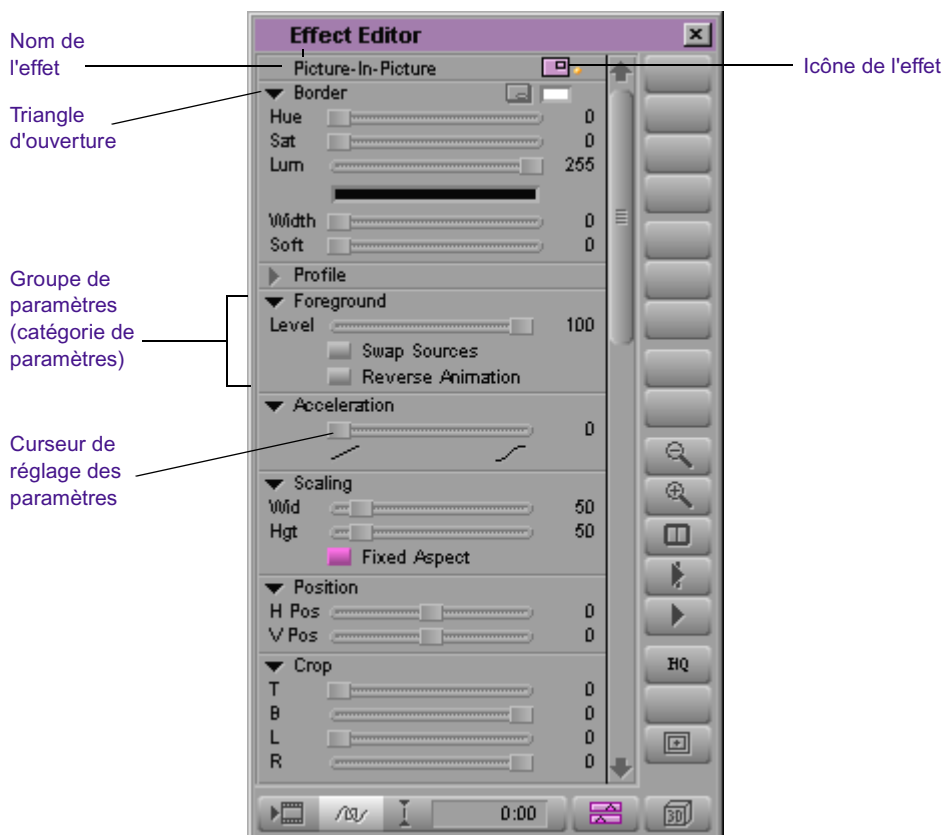 Effect Editor
Nom de
l'effet
Picture-In-Picture
Icône de l'effet
Triangle
d'ouverture
Border
Hue 0
Sat 0
Lum 255
Width 0
Soft 0
Profile
Groupe de
paramètres
(catégorie de
paramètres)
Foreground
Level 100
Swap Sources
Reverse Animation
Acceleration
0
Curseur de
réglage des
paramètres
Scaling
Wid 50
Hgt 50
Fixed Aspect
Position
H Pos 0
V Pos 0
HQ
Crop
T 0
B 0
L 0
R 0
0:00
3D